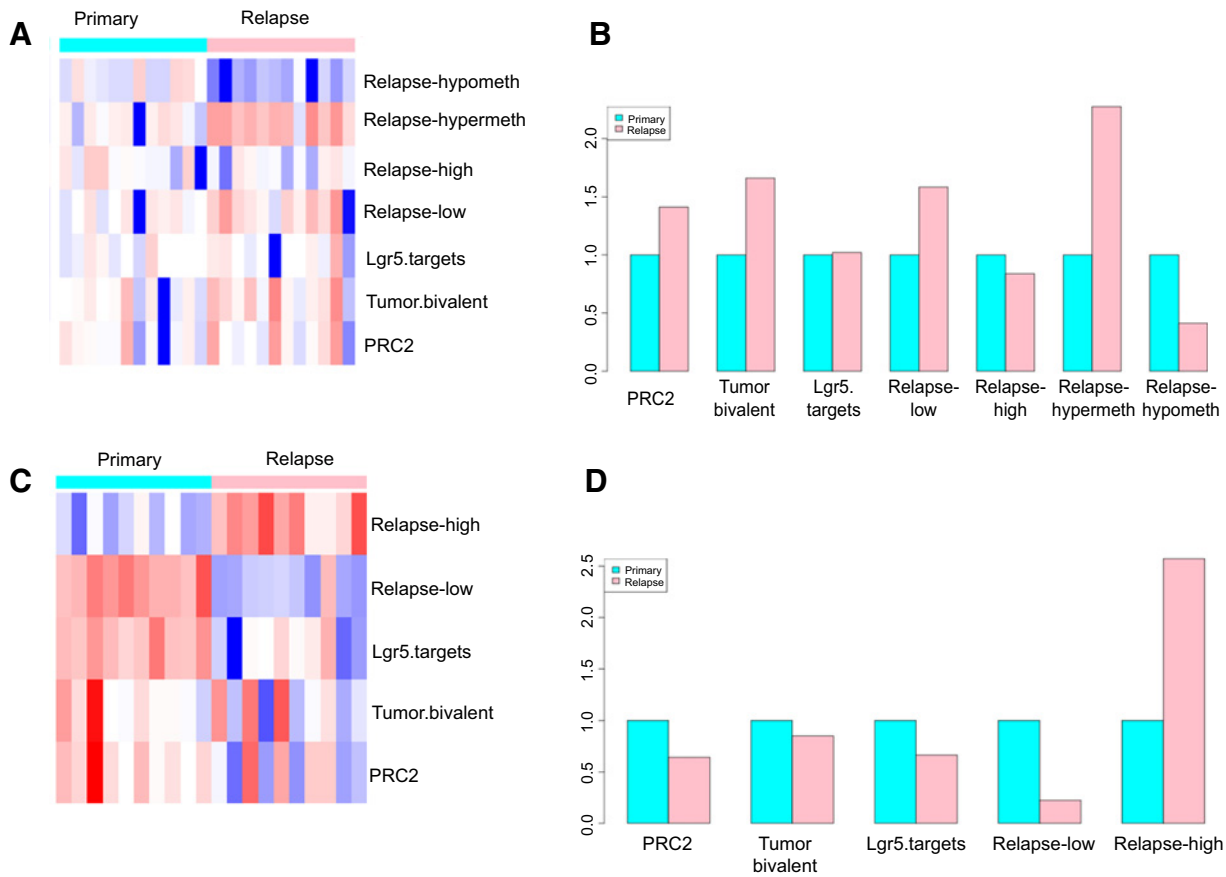 A
Primary
Relapse
Relapse-hypometh
Relapse-hypermeth
Relapse-high
Relapse-low
Lgr5.targets
Tumor.bivalent
PRC2
B
Primary
Relapse
0.0
0.5
1.0
1.5
2.0
PRC2
Tumor
bivalent
Lgr5.
targets
Relapse-
low
Relapse-
high
Relapse-
hypermeth
Relapse-
hypometh
C
Primary
Relapse
Relapse-high
Relapse-low
Lgr5.targets
Tumor.bivalent
PRC2
D
Primary
Relapse
0.0
0.5
1.0
1.5
2.0
2.5
PRC2
Tumor
bivalent
Lgr5.targets
Relapse-low
Relapse-high